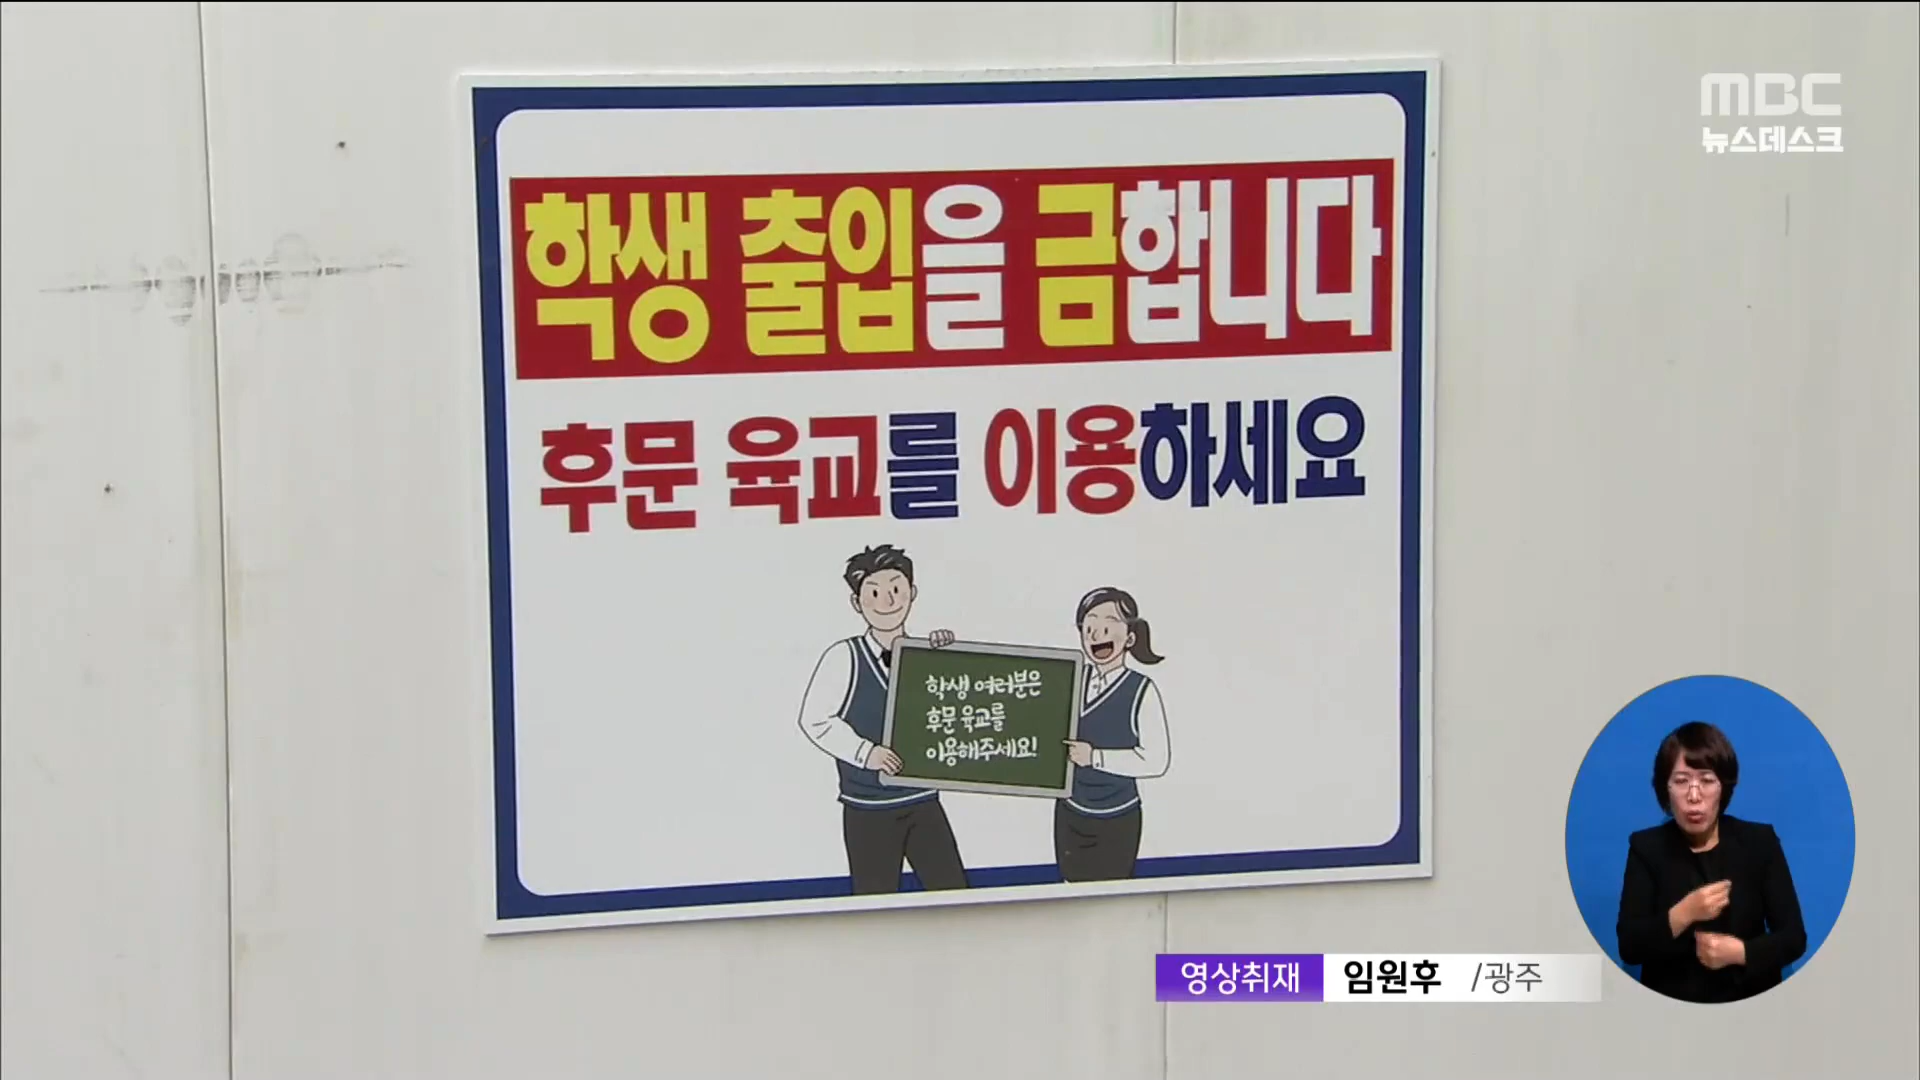 MBC
뉴스데스크
학생 출입을 금합니다
후문 육교를 이용하세요
학생 여러분은
후문 육교를
이용해주세요!
영상취재 임원후 /광주